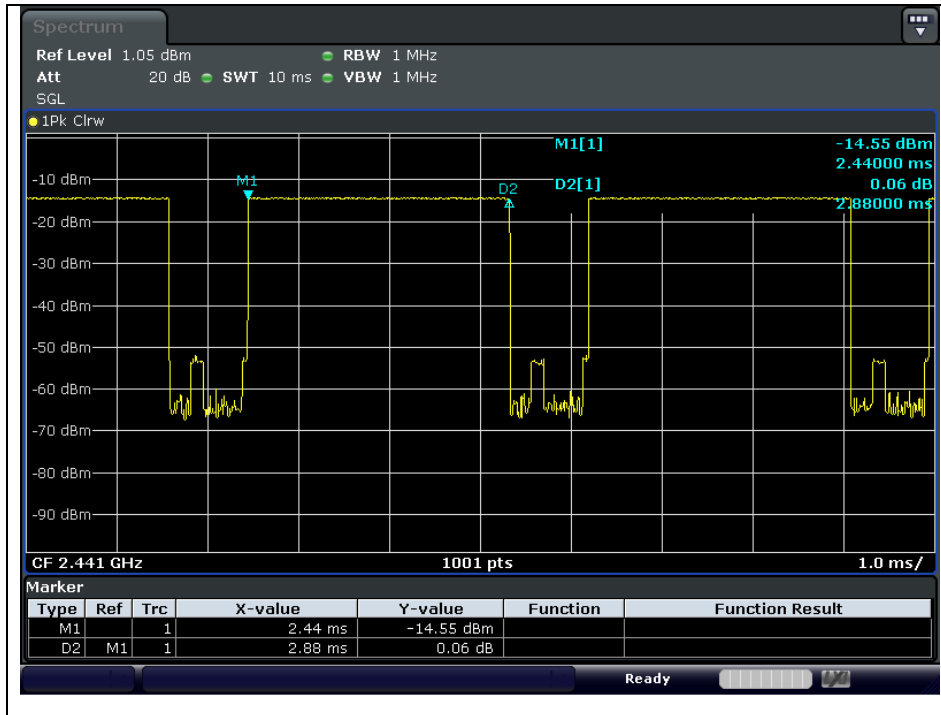 Spectrum
Ref Level 1.05 dBm RBW 1 MHz
Att 20 dB SWT 10 ms VBW 1 MHz
SGL
1Pk Clrw
M1[1] -14.55 dBm
2.44000 ms
D2[1] 0.06 dB
2.88000 ms
M1
D2
-10 dBm
-20 dBm
-30 dBm
-40 dBm
-50 dBm
-60 dBm
-70 dBm
-80 dBm
-90 dBm
CF 2.441 GHz 1001 pts 1.0 ms/
Marker
Type Ref Trc X-value Y-value Function Function Result
M1 1 2.44 ms -14.55 dBm
D2 M1 1 2.88 ms 0.06 dB
Ready